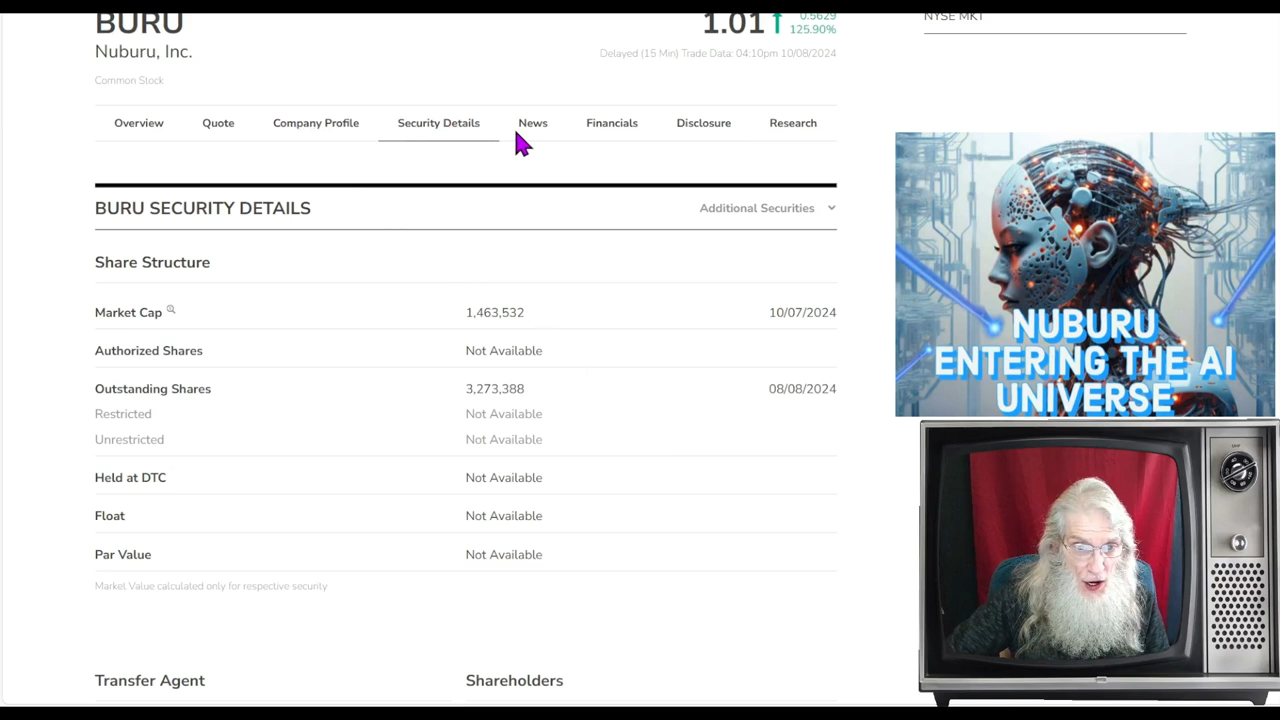 BURU
1.01 0.5629
125.90%
NYSE MKT
Nuburu, Inc.
Delayed (15 Min) Trade Data: 04:10pm 10/08/2024
Common Stock
Overview Quote Company Profile Security Details News Financials Disclosure Research
BURU SECURITY DETAILS
Additional Securities
Share Structure
Market Cap 1,463,532 10/07/2024
Authorized Shares Not Available
Outstanding Shares 3,273,388 08/08/2024
Restricted Not Available
Unrestricted Not Available
Held at DTC Not Available
Float Not Available
Par Value Not Available
Market Value calculated only for respective security
Transfer Agent Shareholders
NUBURU
ENTERING THE AI
UNIVERSE